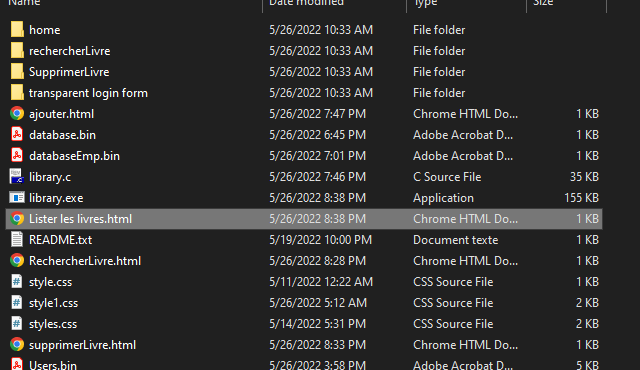 Name Date modified Type Size
home 5/26/2022 10:33 AM File folder
rechercherLivre 5/26/2022 10:33 AM File folder
SupprimerLivre 5/26/2022 10:33 AM File folder
transparent login form 5/26/2022 10:33 AM File folder
ajouter.html 5/26/2022 7:47 PM Chrome HTML Do... 1 KB
database.bin 5/26/2022 6:45 PM Adobe Acrobat D... 1 KB
databaseEmp.bin 5/26/2022 7:01 PM Adobe Acrobat D... 1 KB
library.c 5/26/2022 7:46 PM C Source File 35 KB
library.exe 5/26/2022 8:38 PM Application 155 KB
Lister les livres.html 5/26/2022 8:38 PM Chrome HTML Do... 1 KB
README.txt 5/19/2022 10:00 PM Document texte 1 KB
RechercherLivre.html 5/26/2022 8:28 PM Chrome HTML Do... 1 KB
style.css 5/11/2022 12:22 AM CSS Source File 1 KB
style1.css 5/26/2022 5:12 AM CSS Source File 2 KB
styles.css 5/14/2022 5:31 PM CSS Source File 2 KB
supprimerLivre.html 5/26/2022 8:33 PM Chrome HTML Do... 1 KB
Users.bin 5/26/2022 3:58 PM Adobe Acrobat D... 5 KB